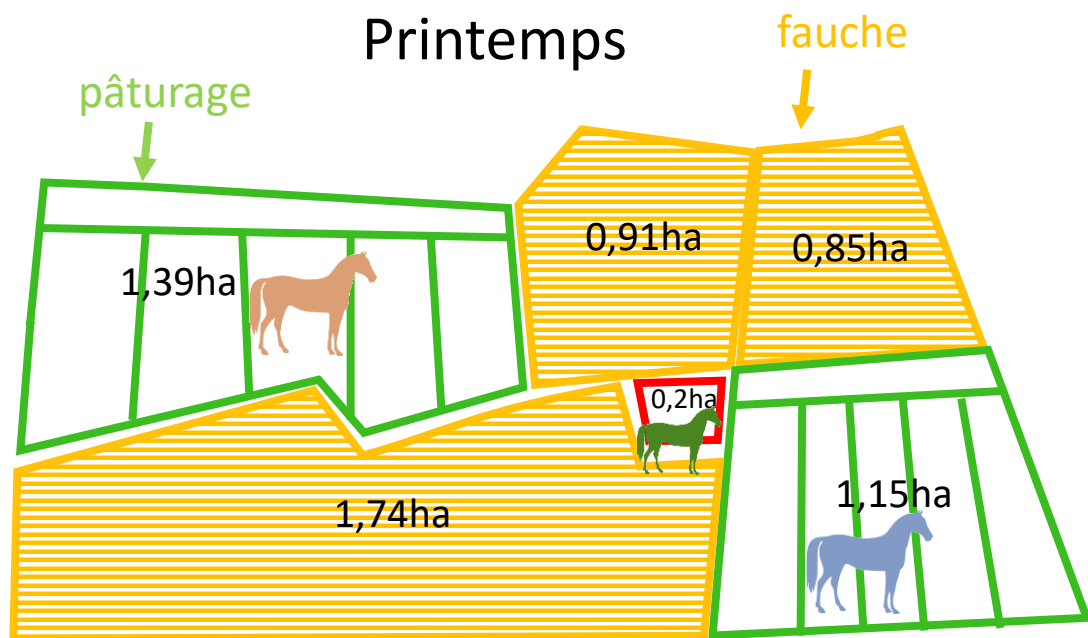 Printemps
fauche
pâturage
0,91ha
0,85ha
1,39ha
0,2ha
1,15ha
1,74ha